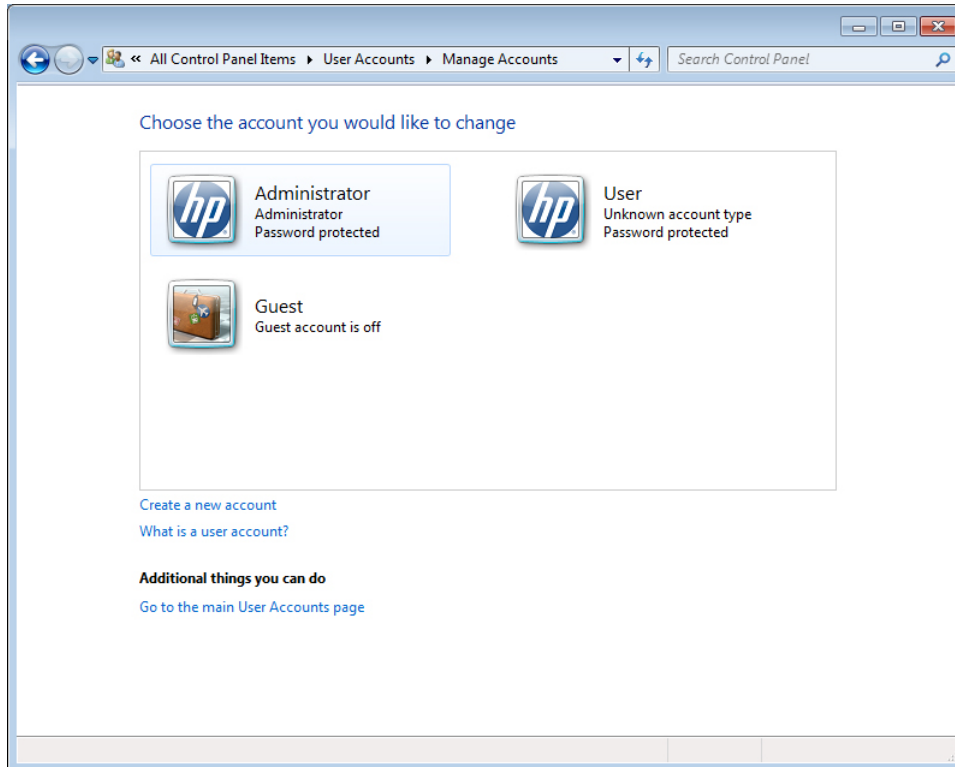 « All Control Panel Items ▸ User Accounts ▸ Manage Accounts
Search Control Panel
Choose the account you would like to change
hp
Administrator
Administrator
Password protected
hp
User
Unknown account type
Password protected
Guest
Guest account is off
Create a new account
What is a user account?
Additional things you can do
Go to the main User Accounts page